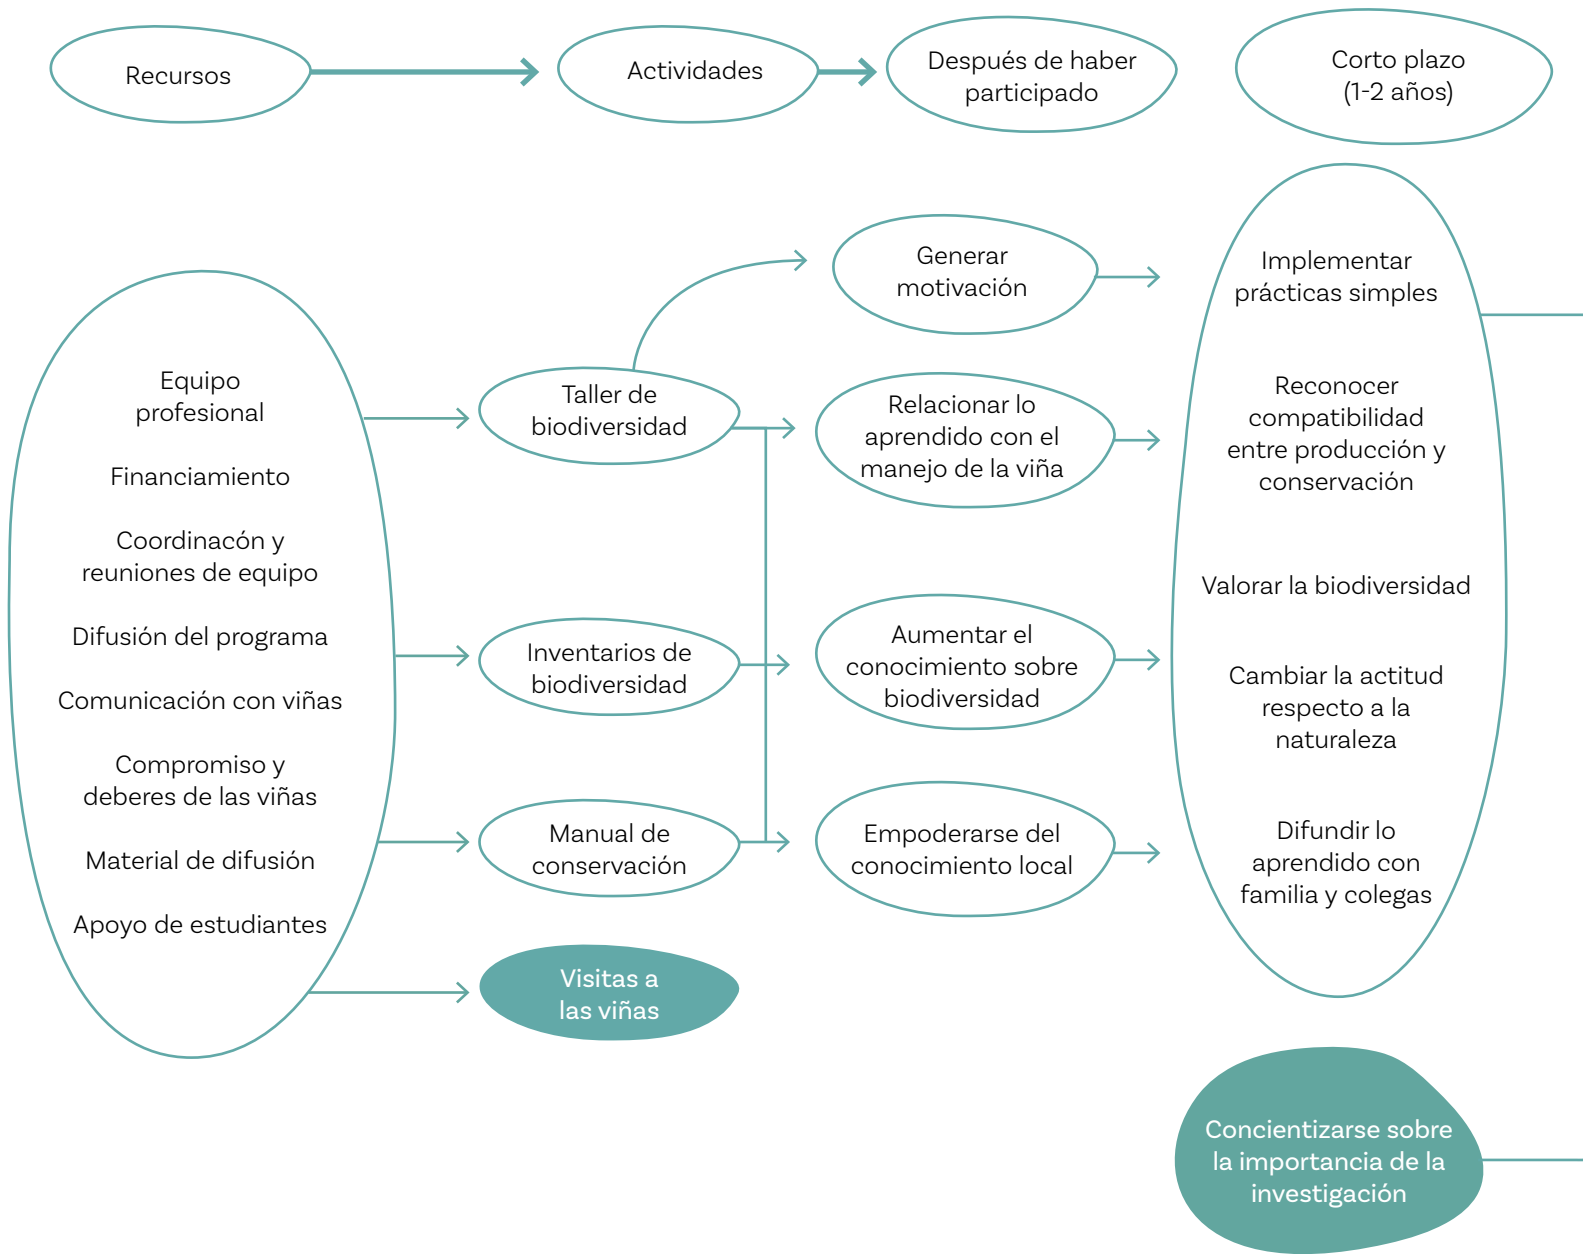 Recursos
Actividades
Después de haber
participado
Corto plazo
(1-2 años)
Equipo
profesional
Financiamiento
Coordinacón y
reuniones de equipo
Difusión del programa
Comunicación con viñas
Compromiso y
deberes de las viñas
Material de difusión
Apoyo de estudiantes
Taller de
biodiversidad
Inventarios de
biodiversidad
Manual de
conservación
Visitas a
las viñas
Generar
motivación
Relacionar lo
aprendido con el
manejo de la viña
Aumentar el
conocimiento sobre
biodiversidad
Empoderarse del
conocimiento local
Implementar
prácticas simples
Reconocer
compatibilidad
entre producción y
conservación
Valorar la biodiversidad
Cambiar la actitud
respecto a la
naturaleza
Difundir lo
aprendido con
familia y colegas
Concientizarse sobre
la importancia de la
investigación